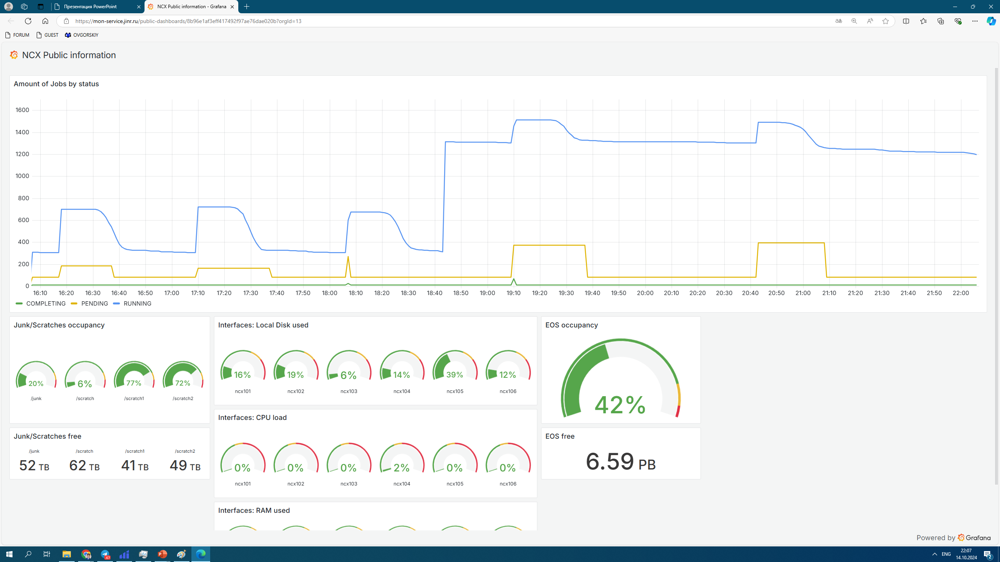 Презентация PowerPoint
NCX Public information - Grafana
https://mon-service.jinr.ru/public-dashboards/8b96e1af3eff417492f97ae76dae020b?orgId=13
aあ
FORUM GUEST OVGORSKIY
NCX Public information
Amount of Jobs by status
1600
1400
1200
1000
800
600
400
200
0
16:10 16:20 16:30 16:40 16:50 17:00 17:10 17:20 17:30 17:40 17:50 18:00 18:10 18:20 18:30 18:40 18:50 19:00 19:10 19:20 19:30 19:40 19:50 20:00 20:10 20:20 20:30 20:40 20:50 21:00 21:10 21:20 21:30 21:40 21:50 22:00
COMPLETING PENDING RUNNING
Junk/Scratches occupancy
20% 6% 77% 72%
/junk /scratch /scratch1 /scratch2
Junk/Scratches free
/junk /scratch /scratch1 /scratch2
52 TB 62 TB 41 TB 49 TB
Interfaces: Local Disk used
16% 19% 6% 14% 39% 12%
ncx101 ncx102 ncx103 ncx104 ncx105 ncx106
Interfaces: CPU load
0% 0% 0% 2% 0% 0%
ncx101 ncx102 ncx103 ncx104 ncx105 ncx106
Interfaces: RAM used
EOS occupancy
42%
EOS free
6.59 PB
Powered by Grafana
.67
P
ENG
22:07
14.10.2024
2